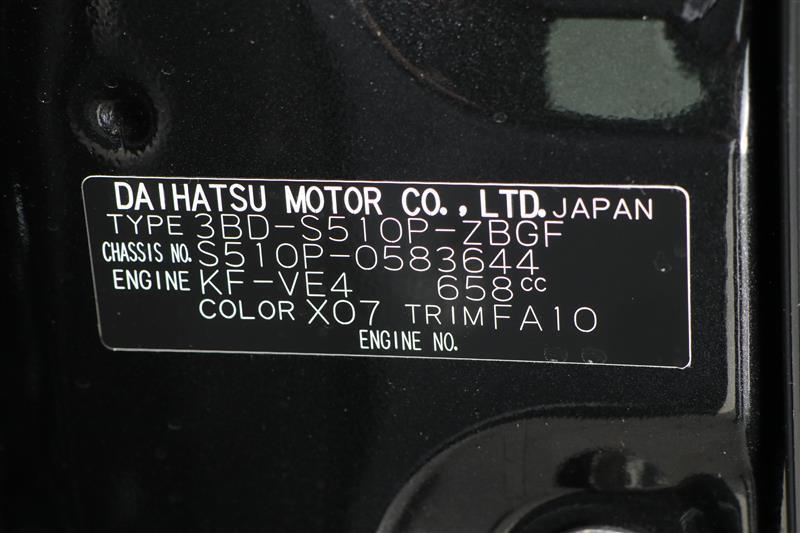 DAIHATSU MOTOR CO., LTD. JAPAN
TYPE 3BD-S510P-ZBGF
CHASSIS NO. S510P-0583644
ENGINE KF-VE4 658cc
COLOR X07 TRIM FA10
ENGINE NO.